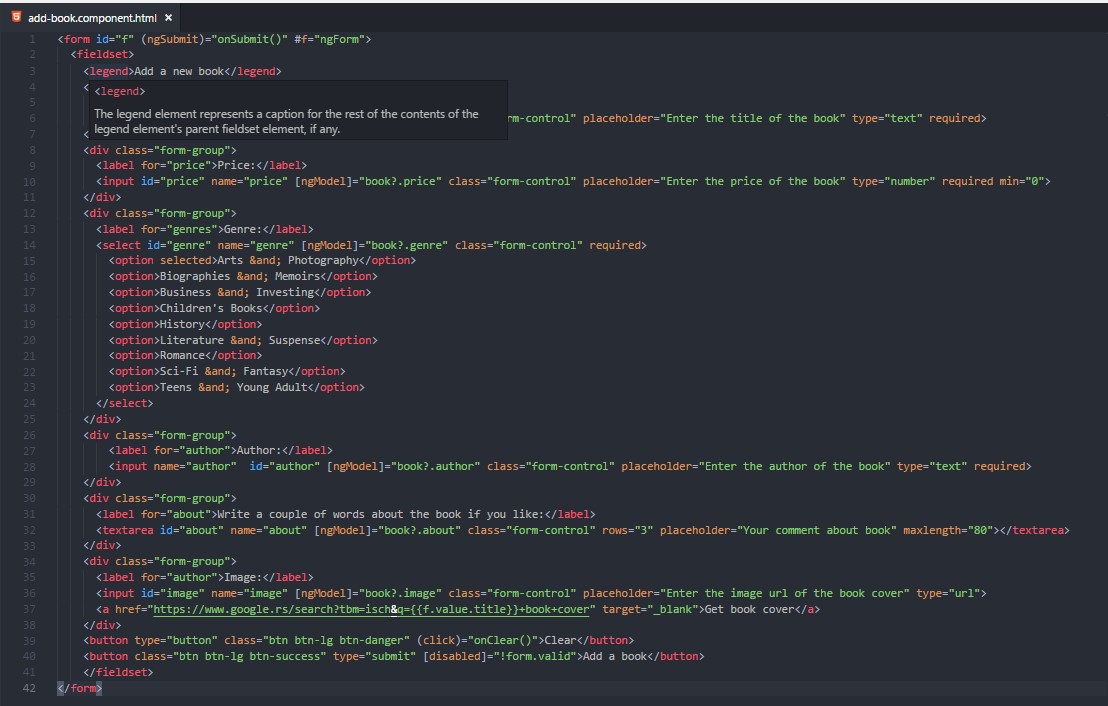 add-book.component.html ×
1 <form id="f" (ngSubmit)="onSubmit()" #f="ngForm">
2 <fieldset>
3 <legend>Add a new book</legend>
4 <
<legend>
5
The legend element represents a caption for the rest of the contents of the
6 rm-control" placeholder="Enter the title of the book" type="text" required>
legend element's parent fieldset element, if any.
7 <
8 <div class="form-group">
9 <label for="price">Price:</label>
10 <input id="price" name="price" [ngModel]="book?.price" class="form-control" placeholder="Enter the price of the book" type="number" required min="0">
11 </div>
12 <div class="form-group">
13 <label for="genres">Genre:</label>
14 <select id="genre" name="genre" [ngModel]="book?.genre" class="form-control" required>
15 <option selected>Arts &and; Photography</option>
16 <option>Biographies &and; Memoirs</option>
17 <option>Business &and; Investing</option>
18 <option>Children's Books</option>
19 <option>History</option>
20 <option>Literature &and; Suspense</option>
21 <option>Romance</option>
22 <option>Sci-Fi &and; Fantasy</option>
23 <option>Teens &and; Young Adult</option>
24 </select>
25 </div>
26 <div class="form-group">
27 <label for="author">Author:</label>
28 <input name="author"  id="author" [ngModel]="book?.author" class="form-control" placeholder="Enter the author of the book" type="text" required>
29 </div>
30 <div class="form-group">
31 <label for="about">Write a couple of words about the book if you like:</label>
32 <textarea id="about" name="about" [ngModel]="book?.about" class="form-control" rows="3" placeholder="Your comment about book" maxlength="80"></textarea>
33 </div>
34 <div class="form-group">
35 <label for="author">Image:</label>
36 <input id="image" name="image" [ngModel]="book?.image" class="form-control" placeholder="Enter the image url of the book cover" type="url">
37 <a href="https://www.google.rs/search?tbm=isch&q={{f.value.title}}+book+cover" target="_blank">Get book cover</a>
38 </div>
39 <button type="button" class="btn btn-lg btn-danger" (click)="onClear()">Clear</button>
40 <button class="btn btn-lg btn-success" type="submit" [disabled]="!form.valid">Add a book</button>
41 </fieldset>
42 </form>